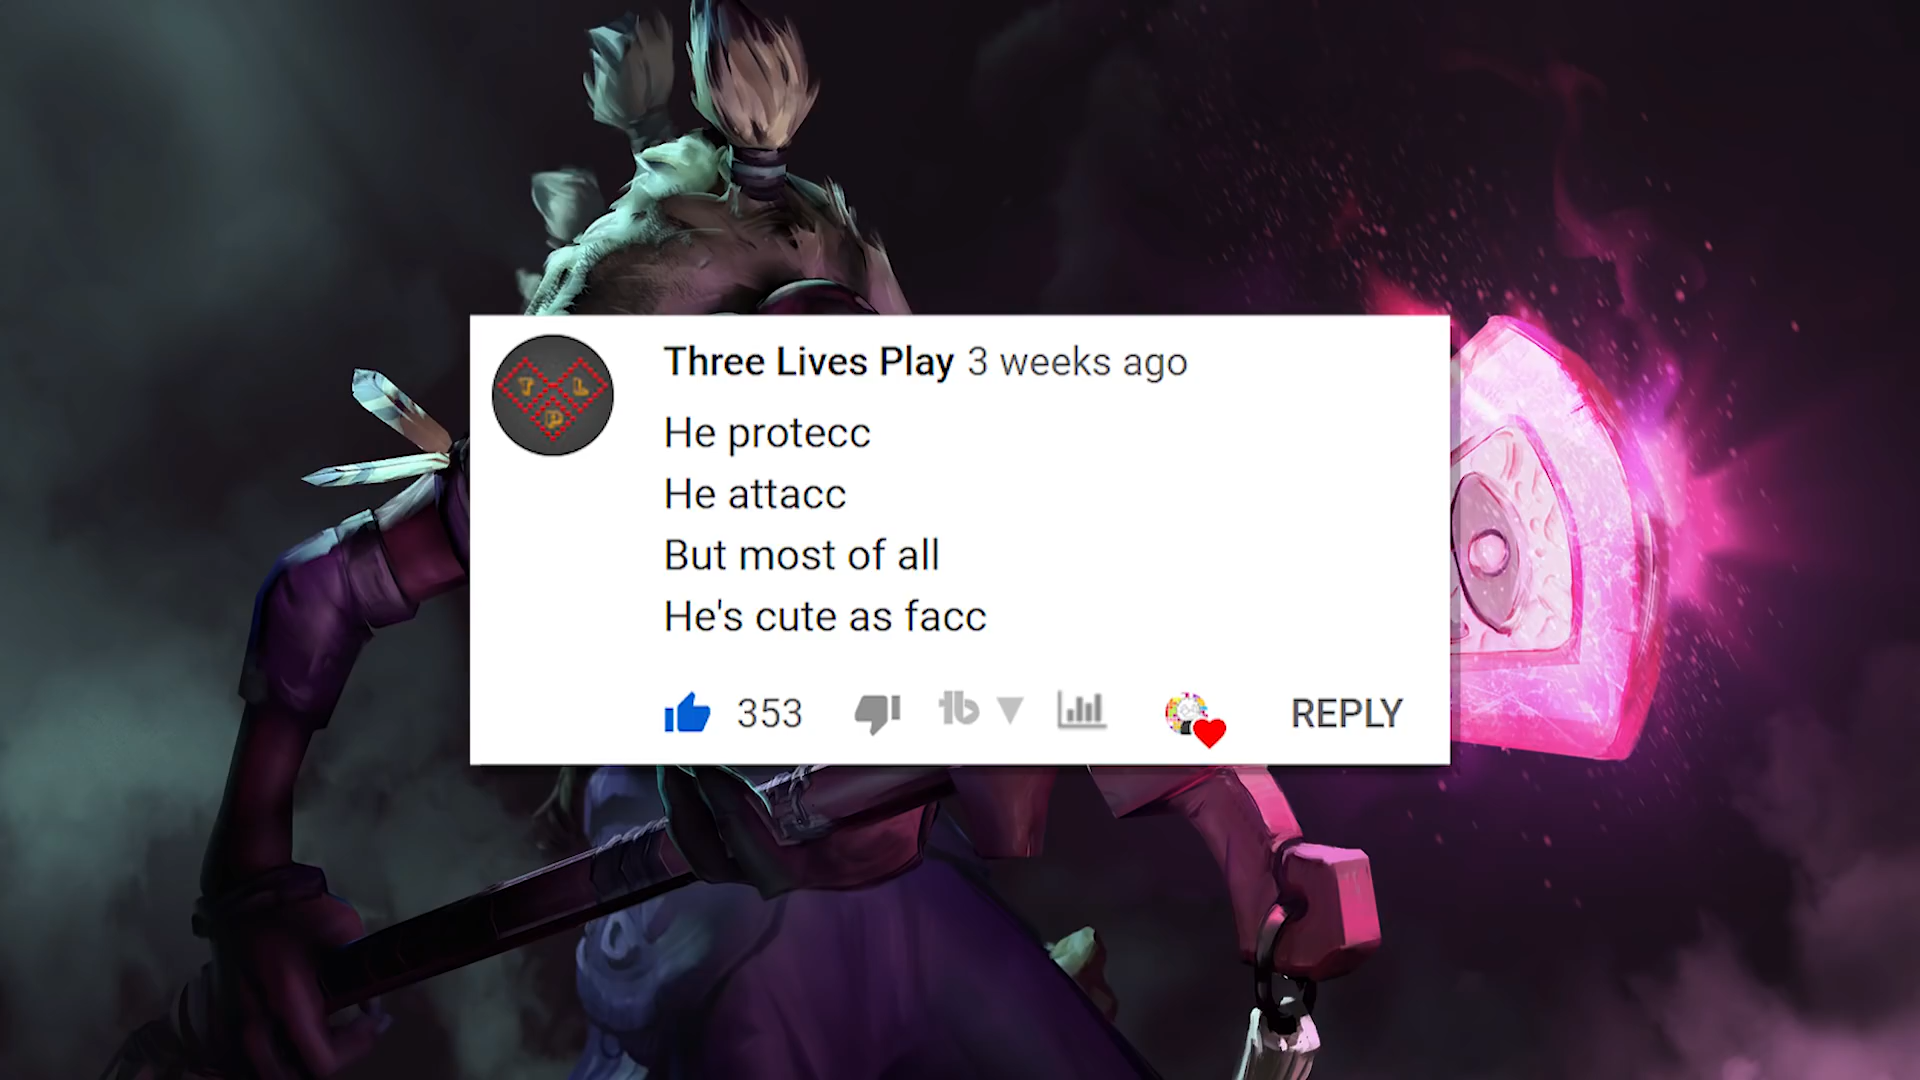 T L
P
Three Lives Play 3 weeks ago
He protecc
He attacc
But most of all
He's cute as facc
353 tb REPLY